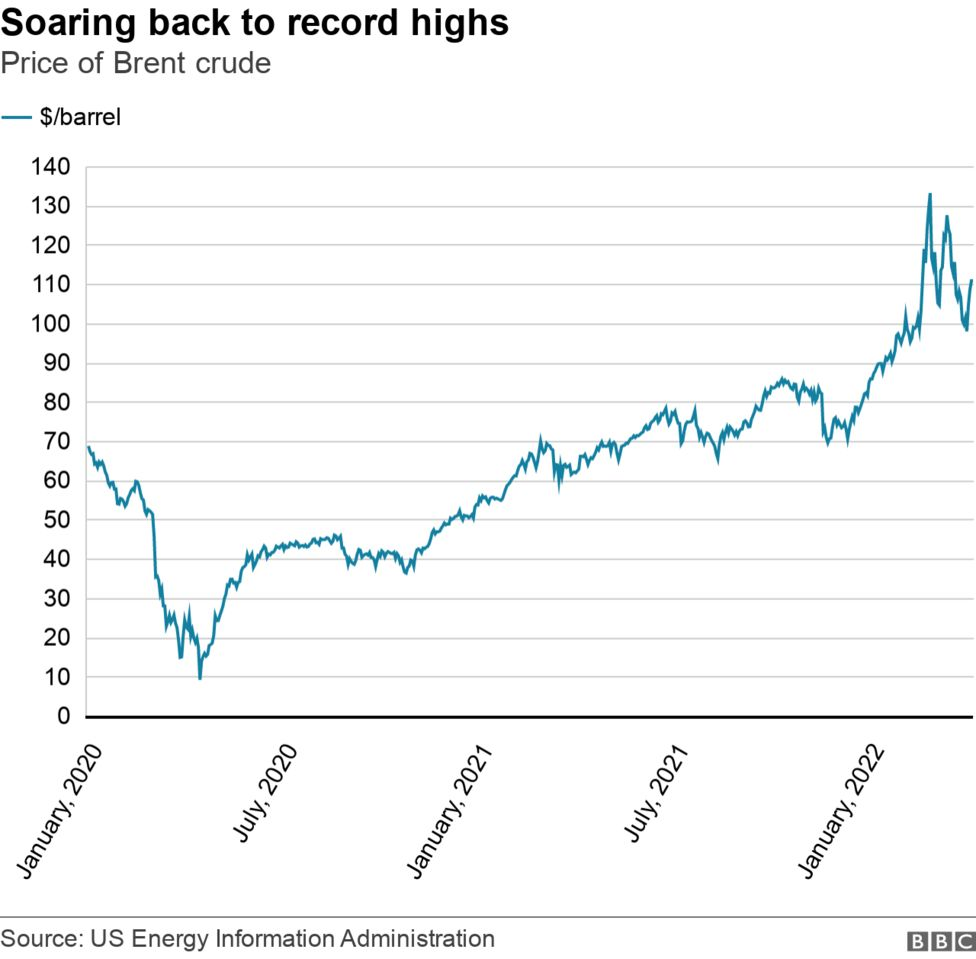 Soaring back to record highs
Price of Brent crude
$/barrel
140
130
120
110
100
90
80
70
60
50
40
30
20
10
0
January, 2020
July, 2020
January, 2021
July, 2021
January, 2022
Source: US Energy Information Administration
BBC